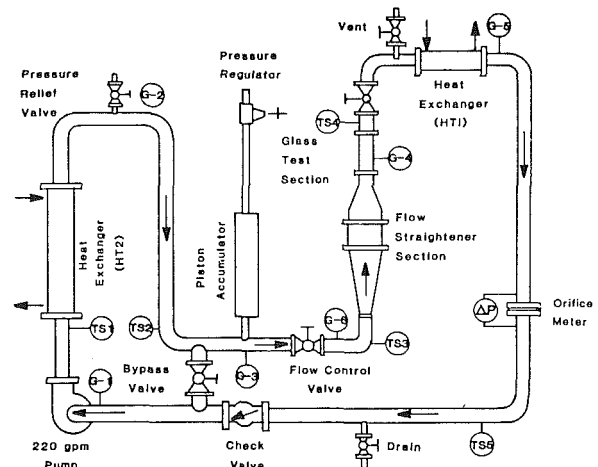 Vent
G-5
Pressure
Regulator
Pressure
Relief
Valve
G-2
Heat
Exchanger
(HTI)
TS4
Glass
Test
Section
G-4
Flow
Straightener
Section
Heat
Exchanger
(HT2)
Piston
Accumulator
ΔP
Orifice
Meter
TS1
TS2
G-6
TS3
Bypass
Valve
G-3
Flow Control
Valve
G-1
220 gpm
Pump
Check
Valve
Drain
TS5